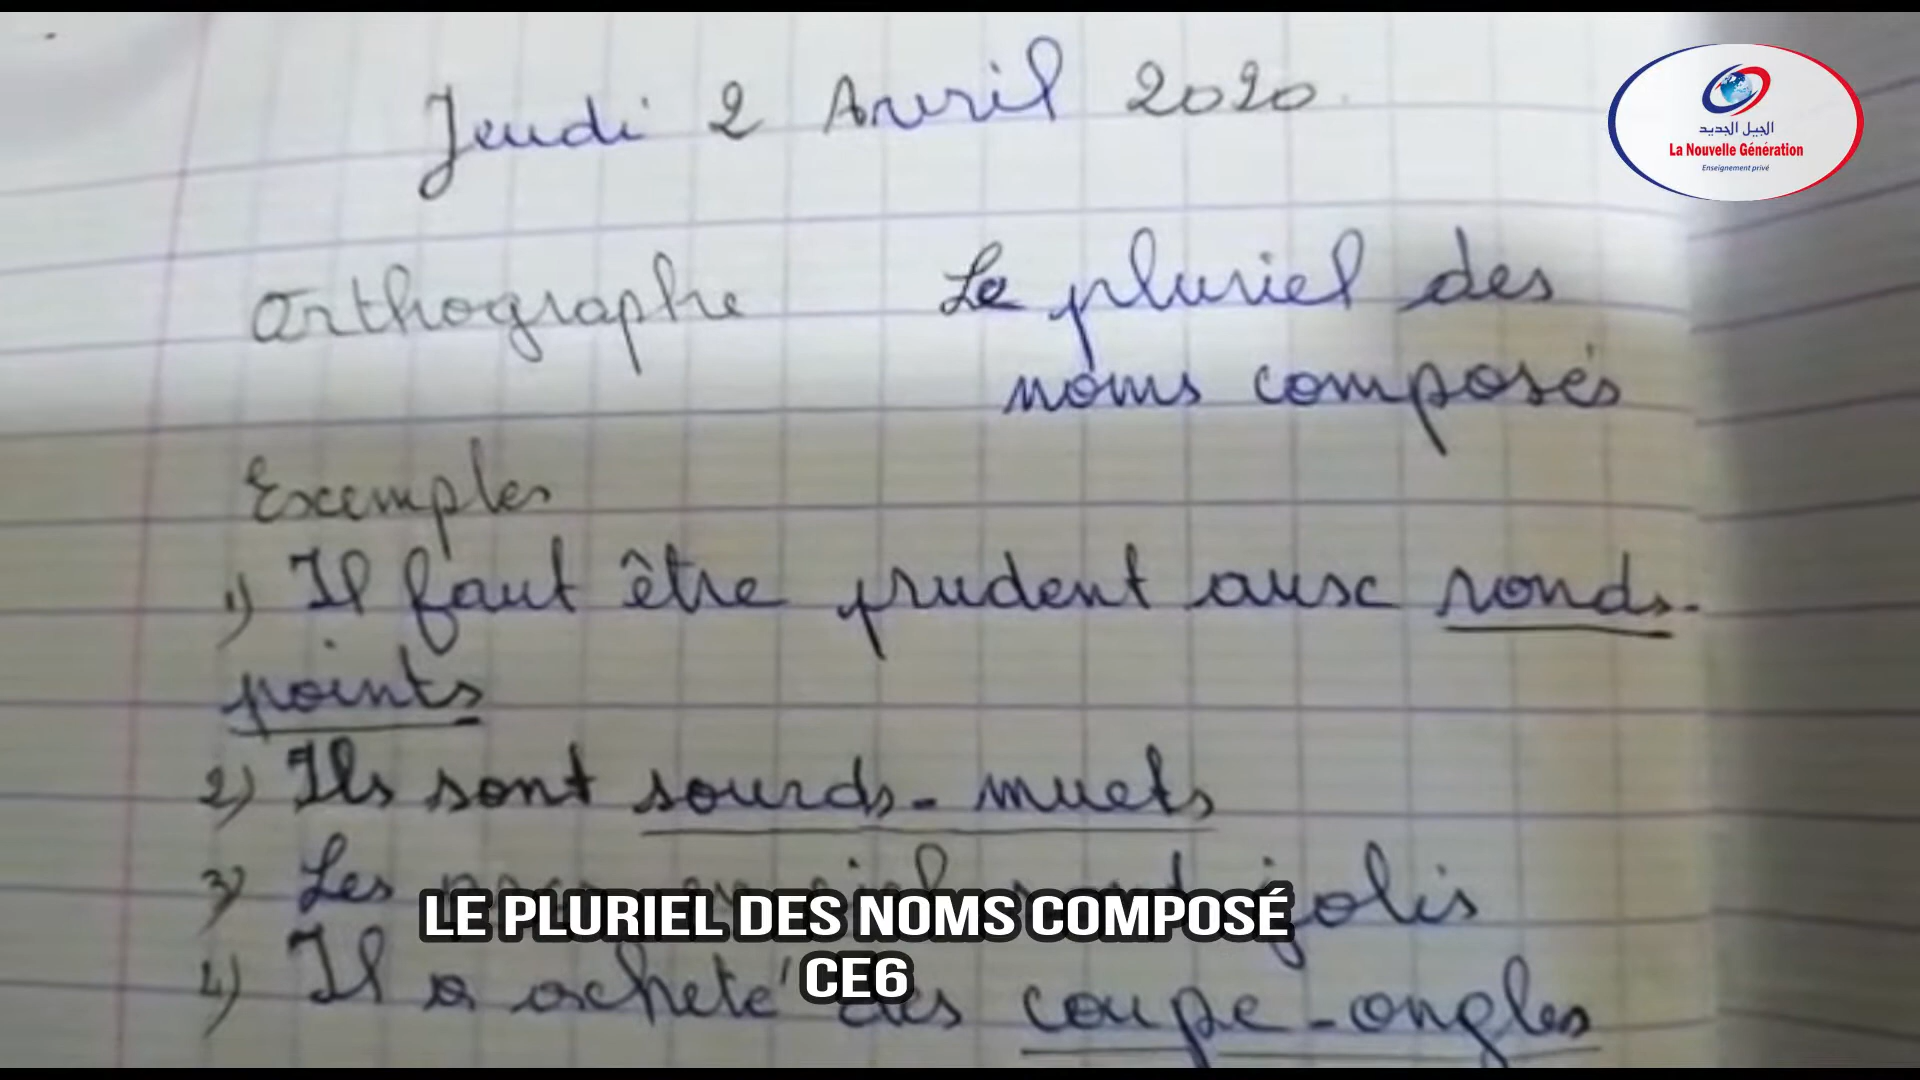 Jeudi 2 Avril 2020.
الجيل الجديد
La Nouvelle Génération
Enseignement privé
Orthographe Le pluriel des
noms composés
Exemples
1) Il faut être prudent aux ronds-
points
2) Ils sont sourds-muets
3) Les sont jolis
LE PLURIEL DES NOMS COMPOSÉ
4) Il a acheté des coupe-ongles
CE6